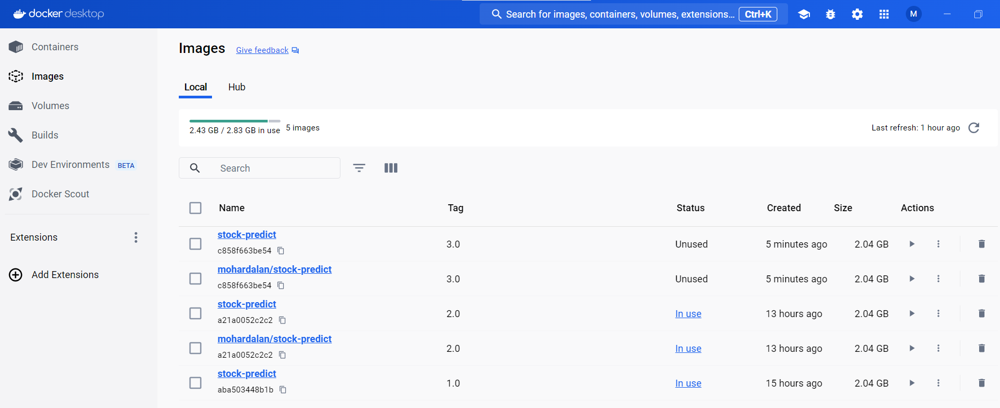 docker desktop
Search for images, containers, volumes, extensions... Ctrl+K
M
Containers
Images
Volumes
Builds
Dev Environments BETA
Docker Scout
Extensions
Add Extensions
Images Give feedback
Local Hub
2.43 GB / 2.83 GB in use 5 images Last refresh: 1 hour ago
Search
Name Tag Status Created Size Actions
stock-predict
c858f663be54 3.0 Unused 5 minutes ago 2.04 GB
mohardalan/stock-predict
c858f663be54 3.0 Unused 5 minutes ago 2.04 GB
stock-predict
a21a0052c2c2 2.0 In use 13 hours ago 2.04 GB
mohardalan/stock-predict
a21a0052c2c2 2.0 In use 13 hours ago 2.04 GB
stock-predict
aba503448b1b 1.0 In use 15 hours ago 2.04 GB